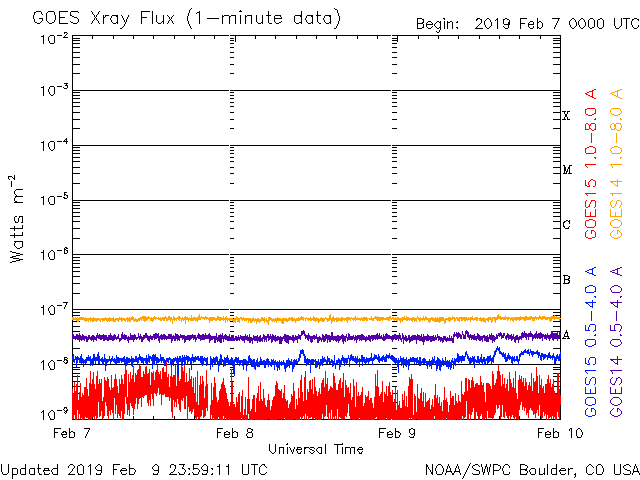 GOES Xray Flux (1-minute data)
Begin: 2019 Feb 7 0000 UTC
10⁻²
10⁻³
10⁻⁴
10⁻⁵
10⁻⁶
10⁻⁷
10⁻⁸
10⁻⁹
Watts m⁻²
X
M
C
B
A
GOES15 1.0-8.0 A
GOES14 1.0-8.0 A
GOES15 0.5-4.0 A
GOES14 0.5-4.0 A
Feb 7 Feb 8 Feb 9 Feb 10
Universal Time
Updated 2019 Feb 9 23:59:11 UTC
NOAA/SWPC Boulder, CO USA